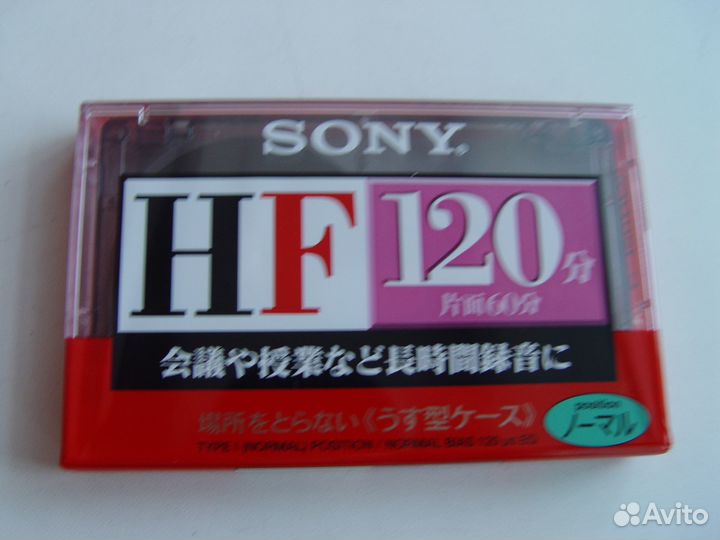 SONY®
HF 120分
片面60分
会議や授業など長時間録音に
場所をとらない《うす型ケース》
position
ノーマル
TYPE I (NORMAL) POSITION / NORMAL BIAS 120 µs EQ
Avito